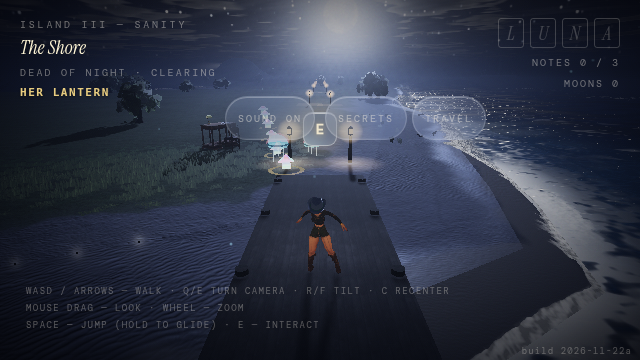 ISLAND III — SANITY
The Shore
DEAD OF NIGHT · CLEARING
HER LANTERN
L U N A
NOTES 0 / 3
MOONS 0
SOUND ON
E
SECRETS
TRAVEL
WASD / ARROWS — WALK · Q/E TURN CAMERA · R/F TILT · C RECENTER
MOUSE DRAG — LOOK · WHEEL — ZOOM
SPACE — JUMP (HOLD TO GLIDE) · E — INTERACT
build 2026-11-22a